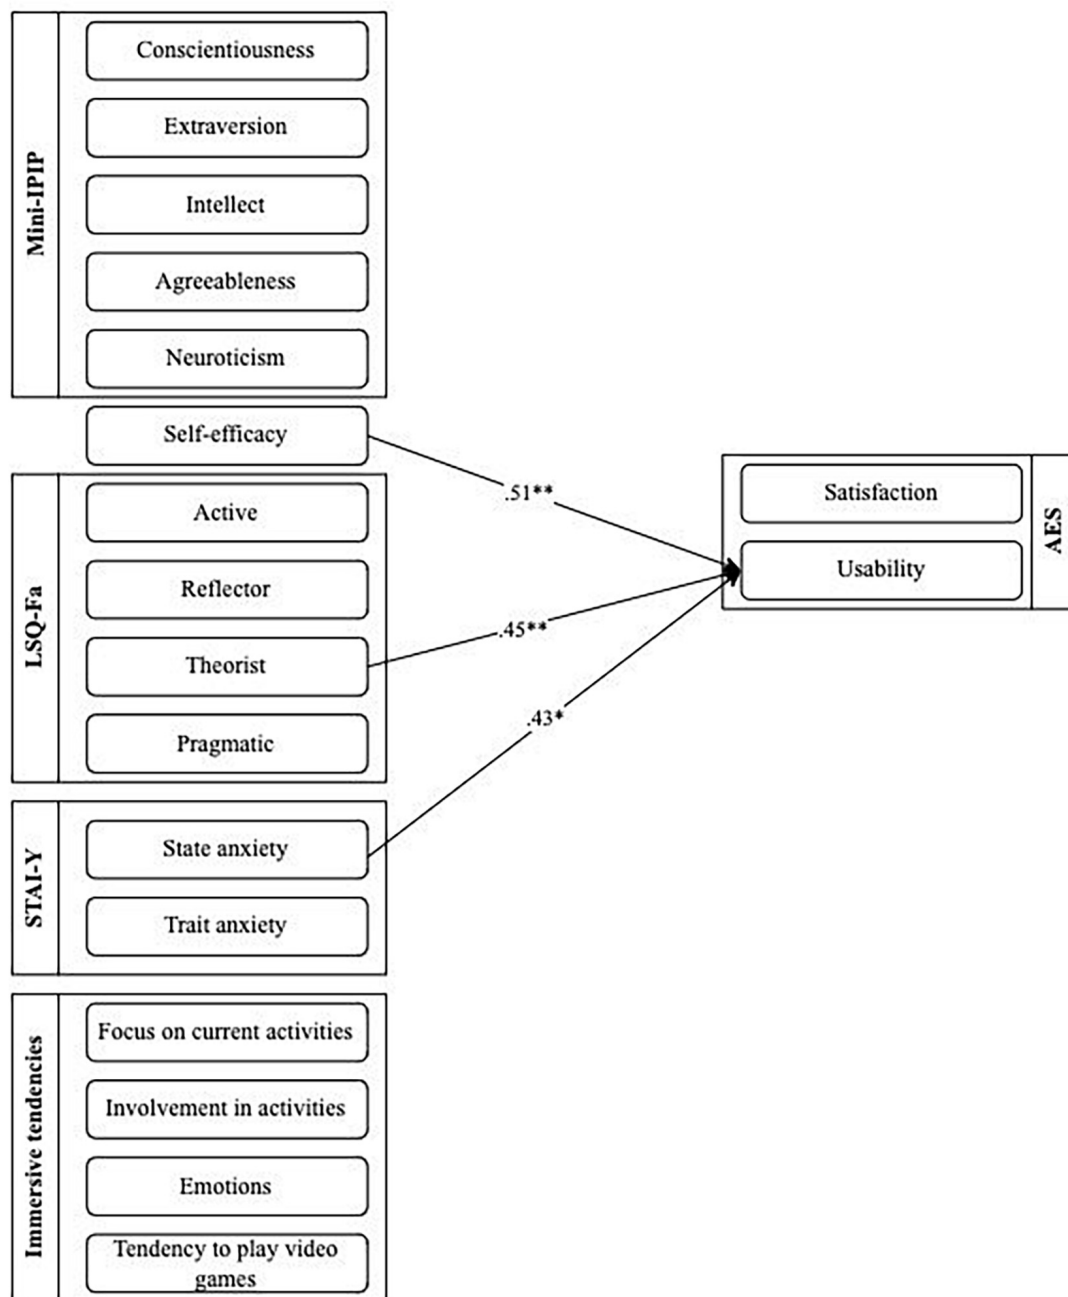 Mini-IPIP
Conscientiousness
Extraversion
Intellect
Agreeableness
Neuroticism
Self-efficacy
LSQ-Fa
Active
Reflector
Theorist
Pragmatic
STAI-Y
State anxiety
Trait anxiety
Immersive tendencies
Focus on current activities
Involvement in activities
Emotions
Tendency to play video
games
.51**
.45**
.43*
Satisfaction
Usability
AES